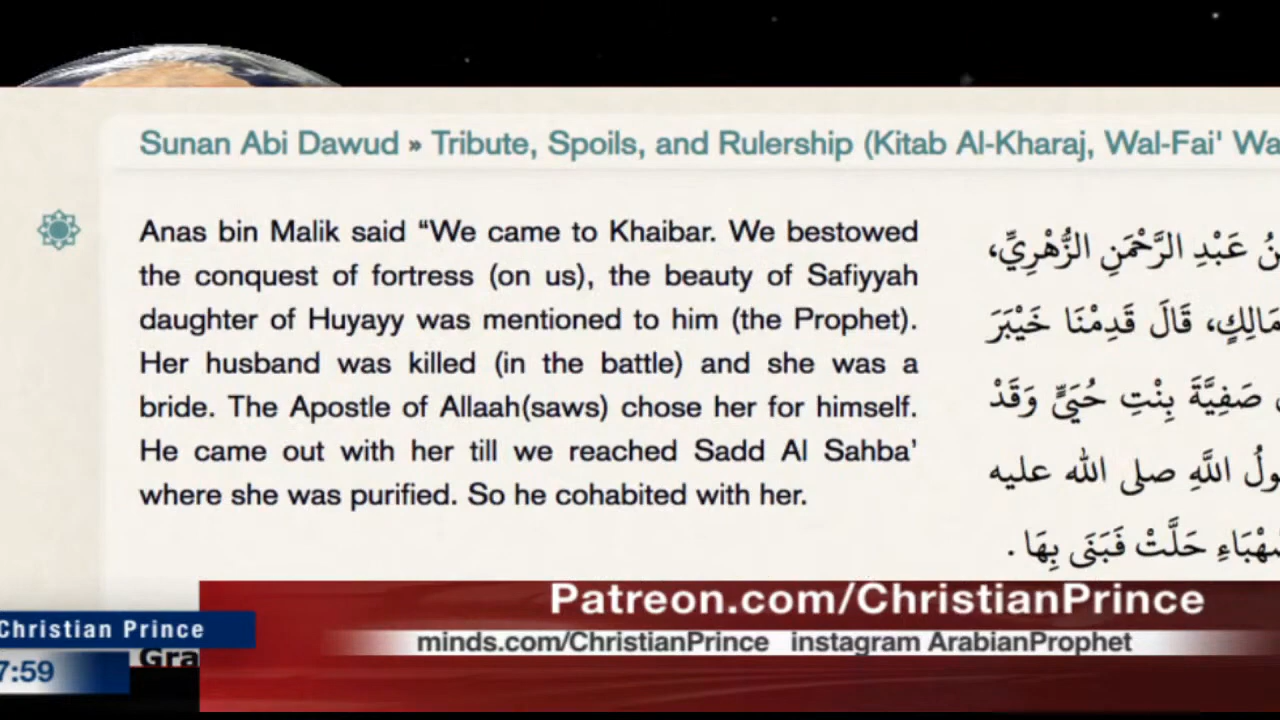 Sunan Abi Dawud » Tribute, Spoils, and Rulership (Kitab Al-Kharaj, Wal-Fai' Wa
Anas bin Malik said “We came to Khaibar. We bestowed
the conquest of fortress (on us), the beauty of Safiyyah
daughter of Huyayy was mentioned to him (the Prophet).
Her husband was killed (in the battle) and she was a
bride. The Apostle of Allaah(saws) chose her for himself.
He came out with her till we reached Sadd Al Sahba’
where she was purified. So he cohabited with her.
عَبْدِ الرَّحْمَنِ الزُّهْرِيِّ،
مَالِكٍ، قَالَ قَدِمْنَا خَيْبَرَ
صَفِيَّةَ بِنْتِ حُيَىٍّ وَقَدْ
اللَّهِ صلى الله عليه
حَلَّتْ فَبَنَى بِهَا .
Patreon.com/ChristianPrince
Christian Prince
minds.com/ChristianPrince instagram ArabianProphet
7:59
Gra